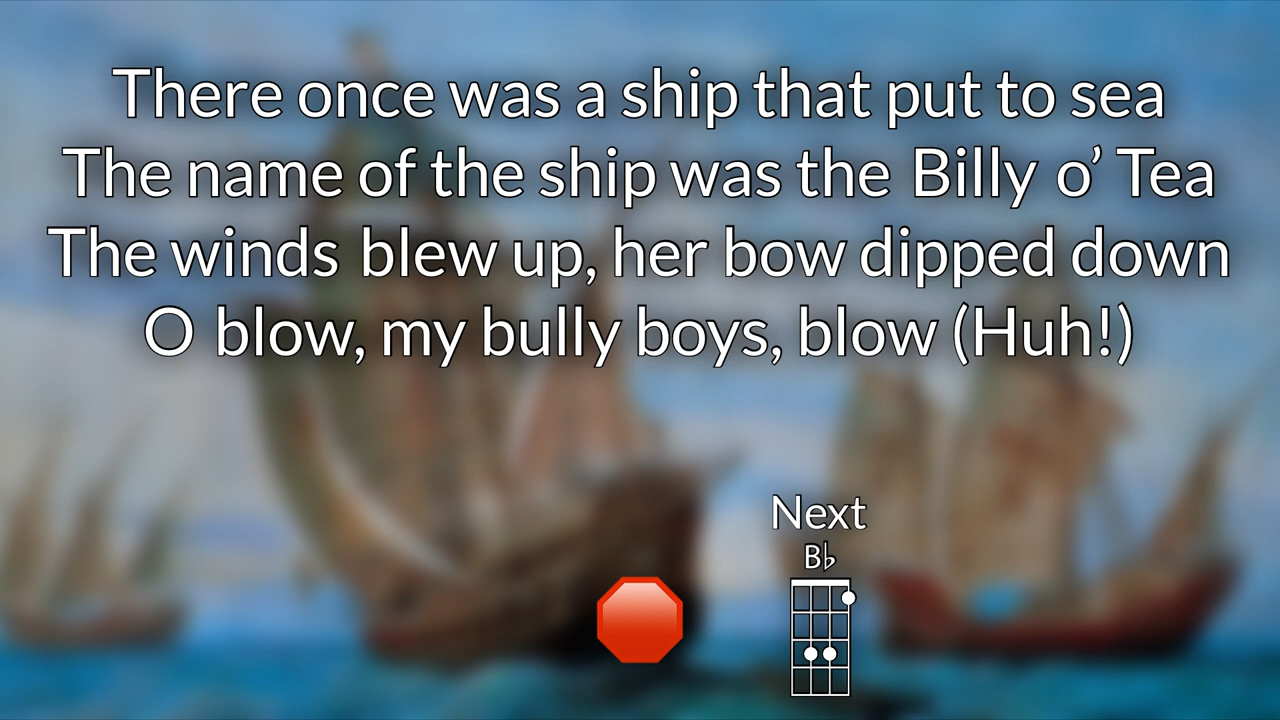 There once was a ship that put to sea
The name of the ship was the Billy o’ Tea
The winds blew up, her bow dipped down
O blow, my bully boys, blow (Huh!)
Next
B♭